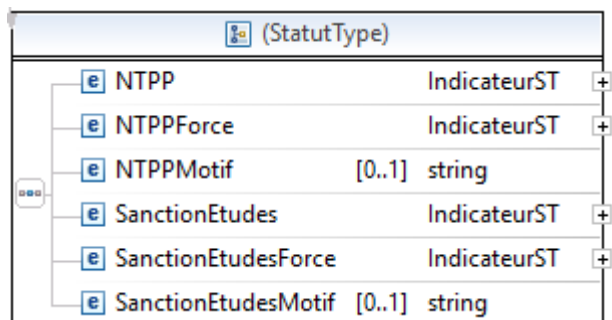 (StatutType)
e NTPP IndicateurST +
e NTPPForce IndicateurST +
e NTPPMotif [0..1] string
e SanctionEtudes IndicateurST +
e SanctionEtudesForce IndicateurST +
e SanctionEtudesMotif [0..1] string